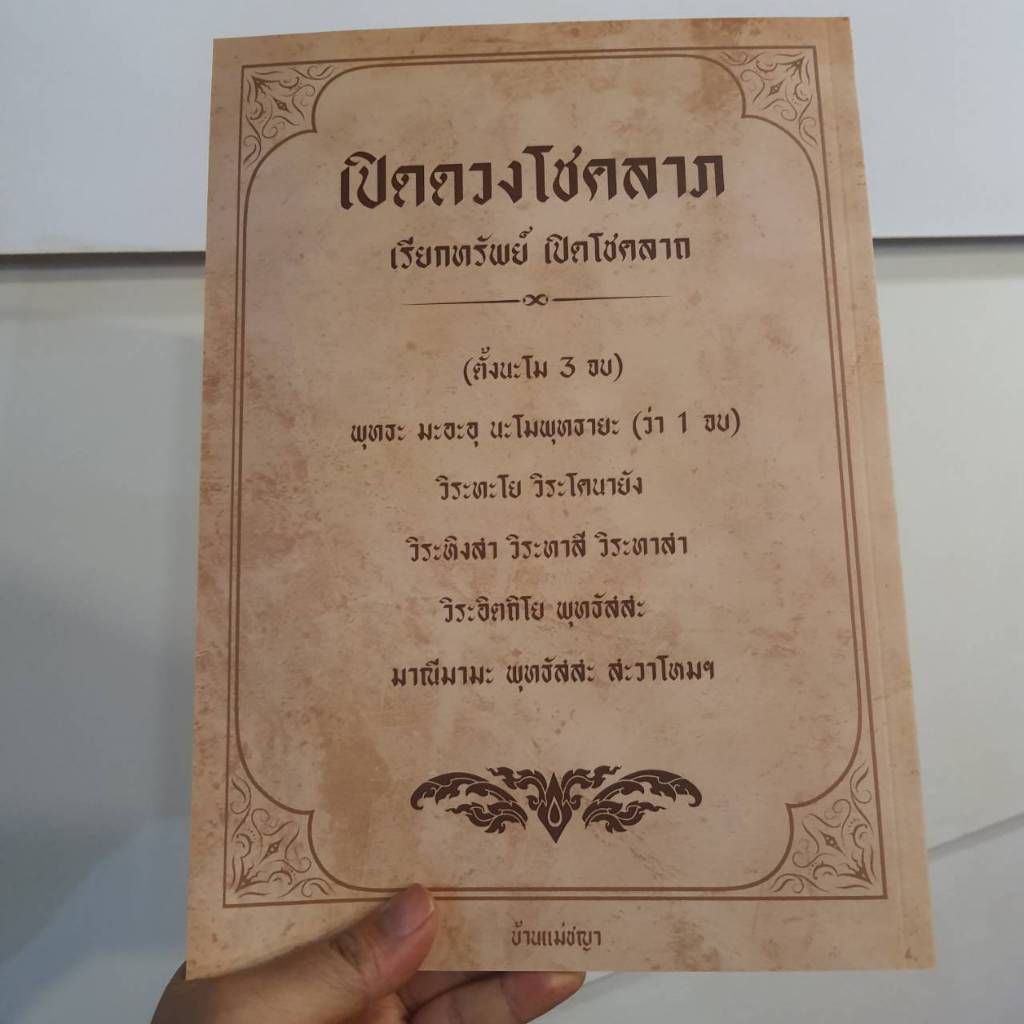 เปิดดวงโชคลาภ
เรียกทรัพย์ เปิดโชคลาภ
(ตั้งนะโม 3 จบ)
พุทธะ มะอะอุ นะโมพุทธายะ (ว่า 1 จบ)
วิระทะโย วิระโคนายัง
วิระหิงสา วิระทาสี วิระทาสา
วิระอิตถิโย พุทธัสสะ
มาณีมามะ พุทธัสสะ สะวาโหมฯ
บ้านแม่ชญา